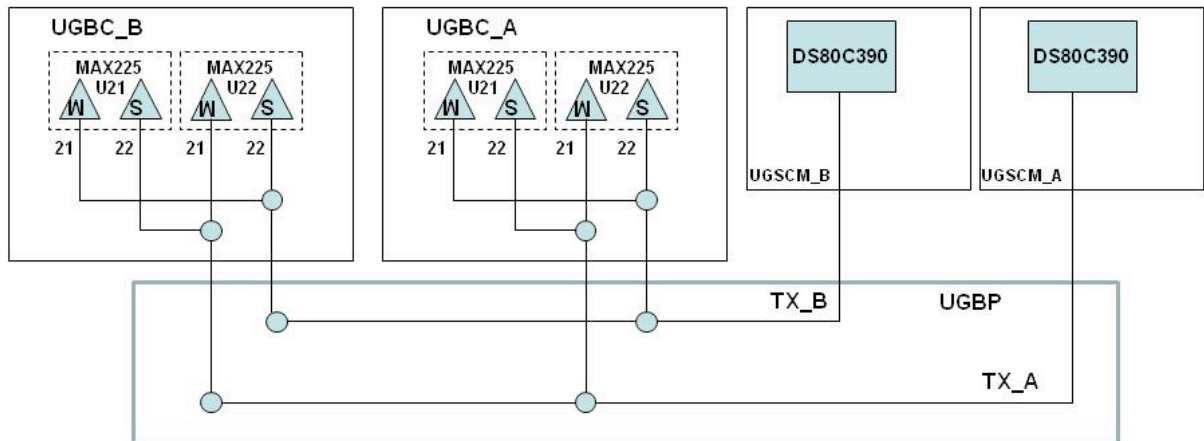 UGBC_B
MAX225
U21
MAX225
U22
M
S
M
S
21
22
21
22
UGBC_A
MAX225
U21
MAX225
U22
M
S
M
S
21
22
21
22
DS80C390
UGSCM_B
DS80C390
UGSCM_A
TX_B
UGBP
TX_A